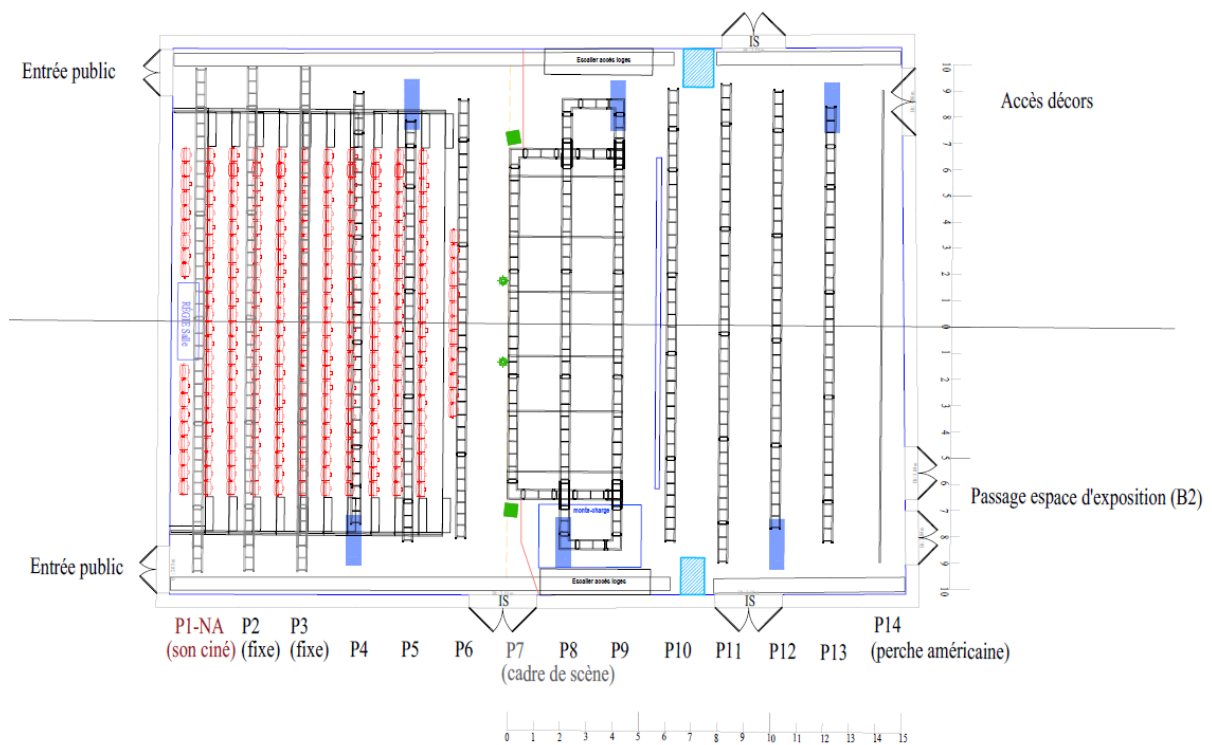 IS
Entrée public
Escalier accès loges
Accès décors
10
9
8
7
6
5
4
3
2
1
0
1
2
3
4
5
6
7
8
9
10
RÉGIE Salle
Passage espace d'exposition (B2)
monte-charge
Entrée public
Escalier accès loges
IS
IS
P1-NA
(son ciné)
P2
(fixe)
P3
(fixe)
P4
P5
P6
P7
(cadre de scène)
P8
P9
P10
P11
P12
P13
P14
(perche américaine)
0 1 2 3 4 5 6 7 8 9 10 11 12 13 14 15